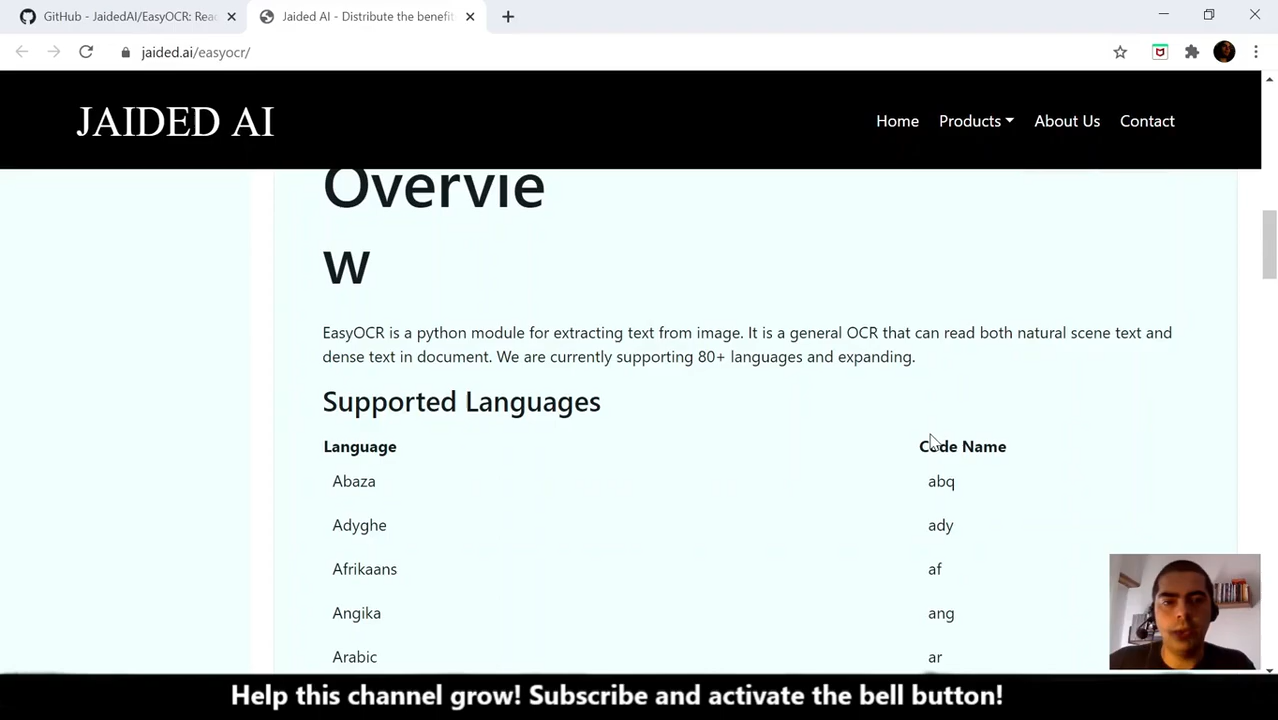 GitHub - JaidedAI/EasyOCR: Rea
Jaided AI - Distribute the benefit
jaided.ai/easyocr/
JAIDED AI
Home Products About Us Contact
Overvie
w
EasyOCR is a python module for extracting text from image. It is a general OCR that can read both natural scene text and
dense text in document. We are currently supporting 80+ languages and expanding.
Supported Languages
Language Code Name
Abaza abq
Adyghe ady
Afrikaans af
Angika ang
Arabic ar
Help this channel grow! Subscribe and activate the bell button!